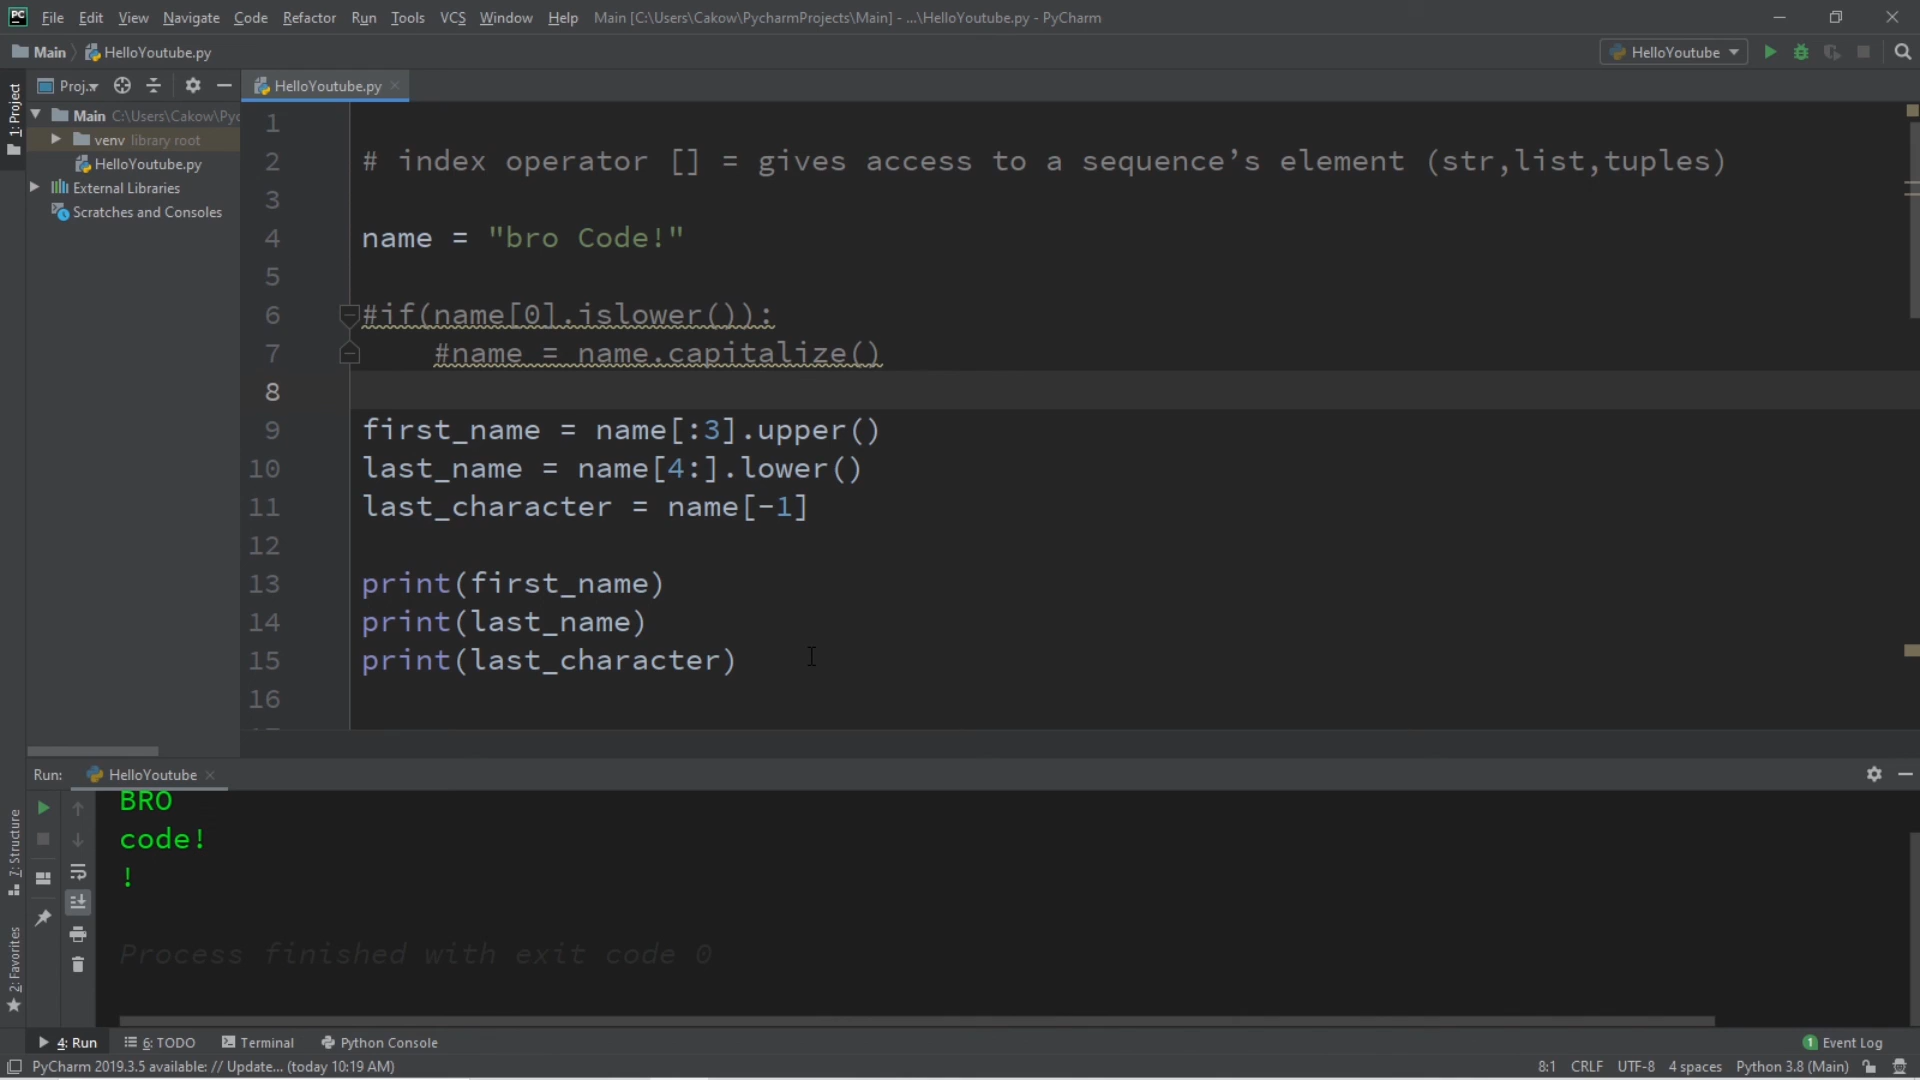 PC File Edit View Navigate Code Refactor Run Tools VCS Window Help Main [C:\Users\Cakow\PycharmProjects\Main] - ...\HelloYoutube.py - PyCharm
Main HelloYoutube.py HelloYoutube
1: Project
Proj... HelloYoutube.py
Main C:\Users\Cakow\Pyc
venv library root
HelloYoutube.py
External Libraries
Scratches and Consoles
1
2 # index operator [] = gives access to a sequence’s element (str,list,tuples)
3
4 name = "bro Code!"
5
6 #if(name[0].islower()):
7 #name = name.capitalize()
8
9 first_name = name[:3].upper()
10 last_name = name[4:].lower()
11 last_character = name[-1]
12
13 print(first_name)
14 print(last_name)
15 print(last_character)
16
Run: HelloYoutube
BRO
code!
!
Process finished with exit code 0
7: Structure
2: Favorites
4: Run 6: TODO Terminal Python Console 1 Event Log
PyCharm 2019.3.5 available: // Update... (today 10:19 AM) 8:1 CRLF UTF-8 4 spaces Python 3.8 (Main)